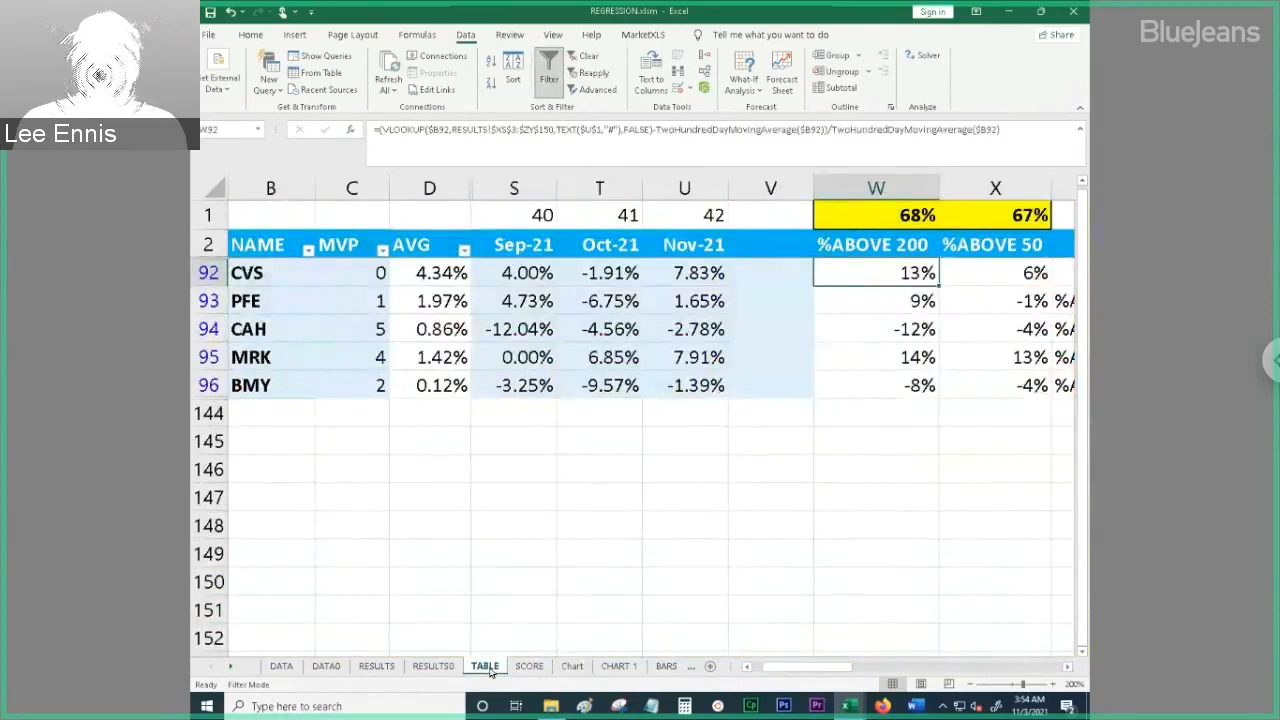 REGRESSION.xlsm - Excel
Sign in
BlueJeans
File Home Insert Page Layout Formulas Data Review View Help MarketXLS Tell me what you want to do Share
Show Queries Connections Clear Group Solver
From Table Properties Reapply Ungroup
et External Data New Query Recent Sources Refresh All Edit Links Sort Filter Advanced Text to Columns What-If Analysis Forecast Sheet Subtotal
Get & Transform Connections Sort & Filter Data Tools Forecast Outline Analyze
Lee Ennis
W92 fx =(VLOOKUP($B92,RESULTS!$X$3:$ZY$150,TEXT($U$1,"#"),FALSE)-TwoHundredDayMovingAverage($B92))/TwoHundredDayMovingAverage($B92)
B C D S T U V W X
1 40 41 42 68% 67%
2 NAME MVP AVG Sep-21 Oct-21 Nov-21 %ABOVE 200 %ABOVE 50
92 CVS 0 4.34% 4.00% -1.91% 7.83% 13% 6%
93 PFE 1 1.97% 4.73% -6.75% 1.65% 9% -1% %A
94 CAH 5 0.86% -12.04% -4.56% -2.78% -12% -4% %A
95 MRK 4 1.42% 0.00% 6.85% 7.91% 14% 13% %A
96 BMY 2 0.12% -3.25% -9.57% -1.39% -8% -4% %A
144
145
146
147
148
149
150
151
152
DATA DATA0 RESULTS RESULTS0 TABLE SCORE Chart CHART 1 BARS ...
Ready Filter Mode 200%
Type here to search 3:54 AM
11/3/2021